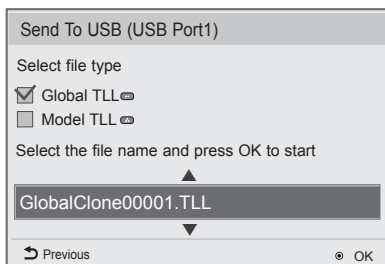 Send To USB (USB Port1)
Select file type
Global TLL
Model TLL
Select the file name and press OK to start
GlobalClone00001.TLL
Previous
OK